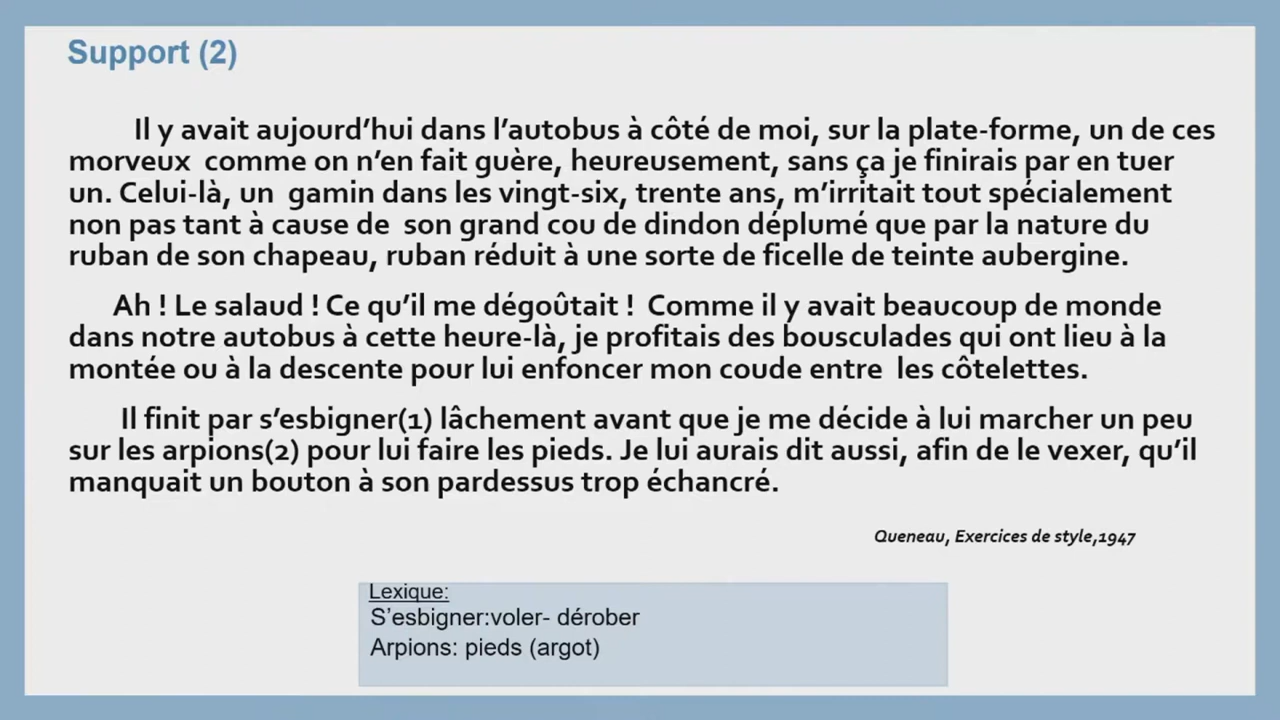 Support (2)
Il y avait aujourd’hui dans l’autobus à côté de moi, sur la plate-forme, un de ces
morveux comme on n’en fait guère, heureusement, sans ça je finirais par en tuer
un. Celui-là, un gamin dans les vingt-six, trente ans, m’irritait tout spécialement
non pas tant à cause de son grand cou de dindon déplumé que par la nature du
ruban de son chapeau, ruban réduit à une sorte de ficelle de teinte aubergine.
Ah ! Le salaud ! Ce qu’il me dégoûtait ! Comme il y avait beaucoup de monde
dans notre autobus à cette heure-là, je profitais des bousculades qui ont lieu à la
montée ou à la descente pour lui enfoncer mon coude entre les côtelettes.
Il finit par s’esbigner(1) lâchement avant que je me décide à lui marcher un peu
sur les arpions(2) pour lui faire les pieds. Je lui aurais dit aussi, afin de le vexer, qu’il
manquait un bouton à son pardessus trop échancré.
Queneau, Exercices de style,1947
Lexique:
S’esbigner:voler- dérober
Arpions: pieds (argot)